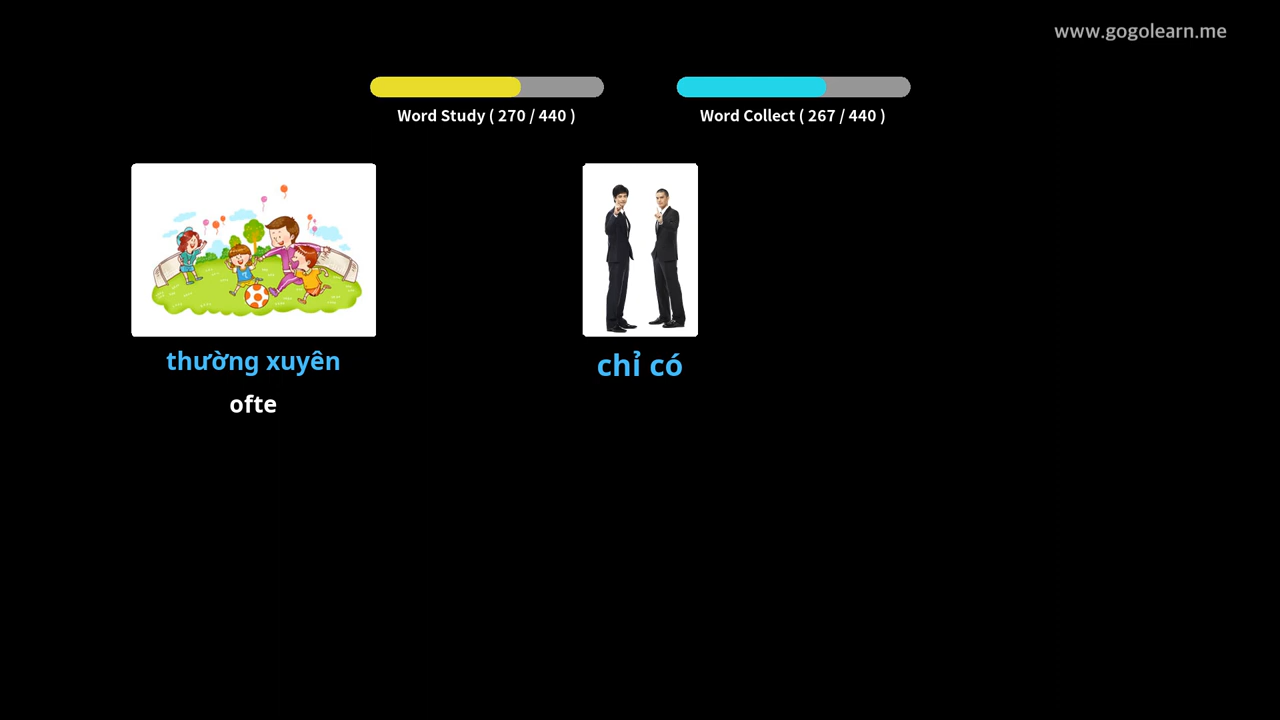 www.gogolearn.me
Word Study ( 270 / 440 )
Word Collect ( 267 / 440 )
thường xuyên
ofte
chỉ có